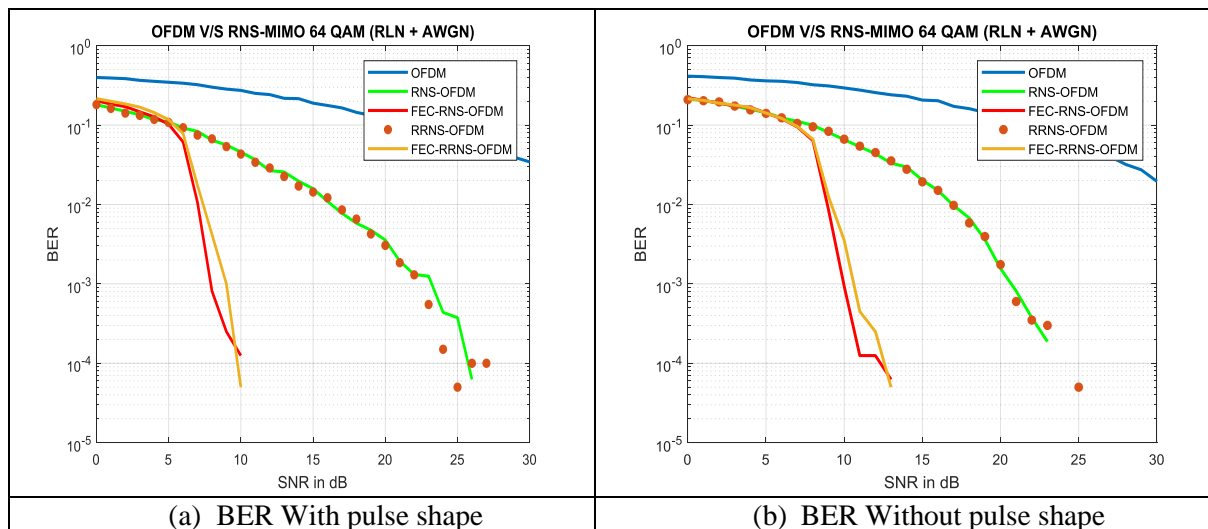 OFDM V/S RNS-MIMO 64 QAM (RLN + AWGN)
10^0
10^-1
10^-2
10^-3
10^-4
10^-5
BER
OFDM
RNS-OFDM
FEC-RNS-OFDM
RRNS-OFDM
FEC-RRNS-OFDM
0 5 10 15 20 25 30
SNR in dB
(a) BER With pulse shape
OFDM V/S RNS-MIMO 64 QAM (RLN + AWGN)
10^0
10^-1
10^-2
10^-3
10^-4
10^-5
BER
OFDM
RNS-OFDM
FEC-RNS-OFDM
RRNS-OFDM
FEC-RRNS-OFDM
0 5 10 15 20 25 30
SNR in dB
(b) BER Without pulse shape